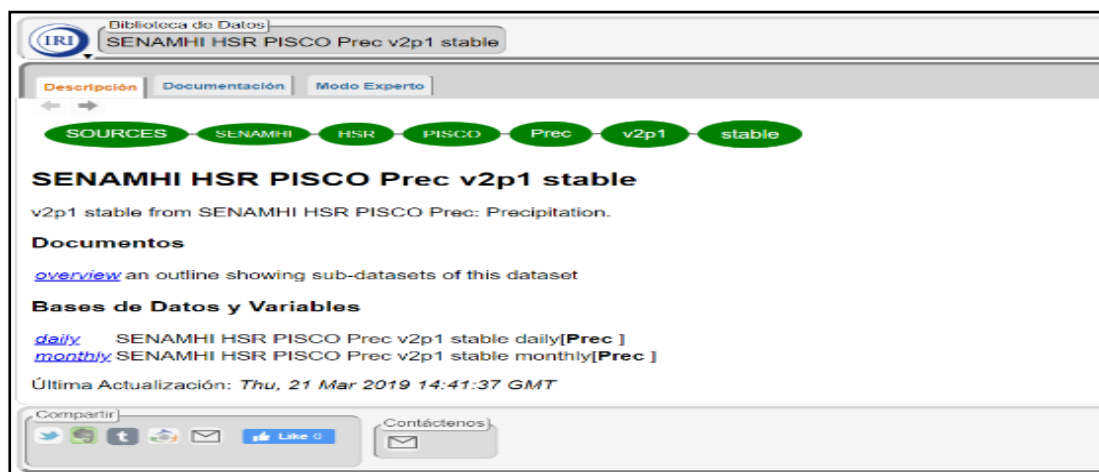 Biblioteca de Datos
IRI
SENAMHI HSR PISCO Prec v2p1 stable
Descripción Documentación Modo Experto
SOURCES SENAMHI HSR PISCO Prec v2p1 stable
SENAMHI HSR PISCO Prec v2p1 stable
v2p1 stable from SENAMHI HSR PISCO Prec: Precipitation.
Documentos
overview an outline showing sub-datasets of this dataset
Bases de Datos y Variables
daily SENAMHI HSR PISCO Prec v2p1 stable daily[Prec ]
monthly SENAMHI HSR PISCO Prec v2p1 stable monthly[Prec ]
Última Actualización: Thu, 21 Mar 2019 14:41:37 GMT
Compartir
Contáctenos
t Like 0